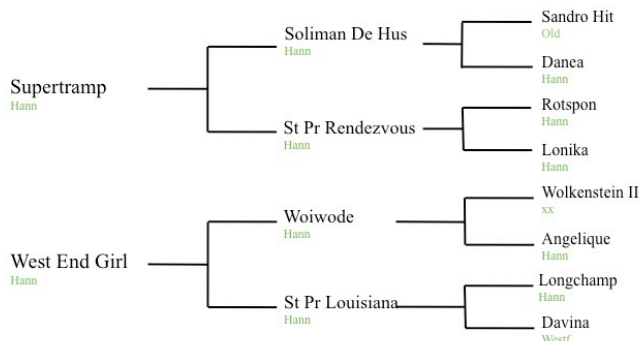 Sandro Hit
Old
Soliman De Hus
Hann
Danea
Hann
Supertramp
Hann
Rotspon
Hann
St Pr Rendezvous
Hann
Lonika
Hann
Wolkenstein II
xx
Woiwode
Hann
Angelique
Hann
West End Girl
Hann
Longchamp
Hann
St Pr Louisiana
Hann
Davina
Westf